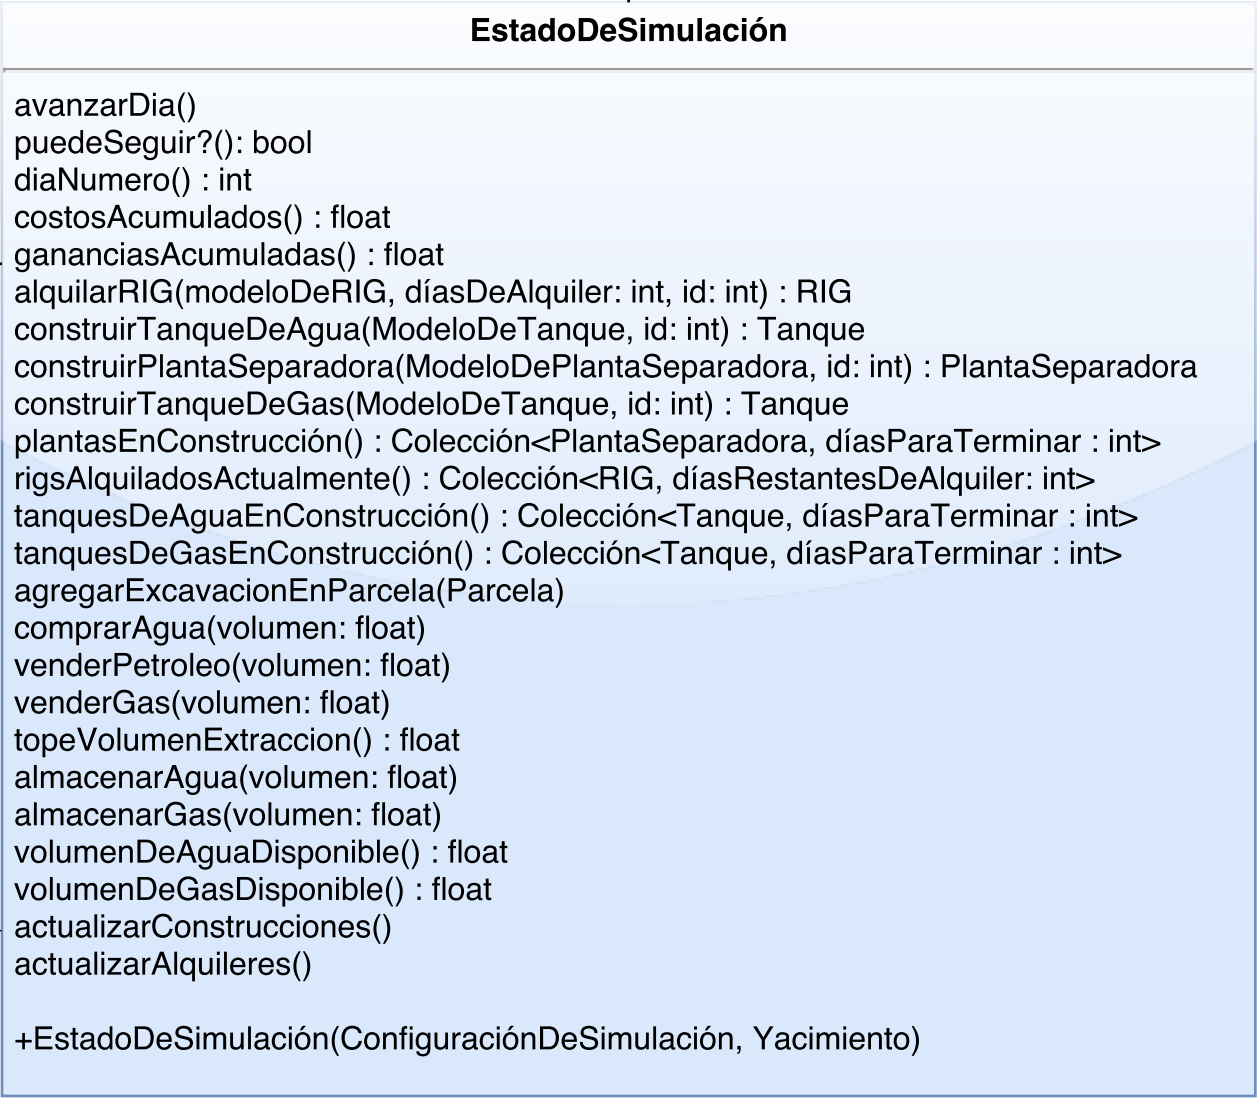 EstadoDeSimulación
avanzarDia()
puedeSeguir?(): bool
diaNumero() : int
costosAcumulados() : float
gananciasAcumuladas() : float
alquilarRIG(modeloDeRIG, díasDeAlquiler: int, id: int) : RIG
construirTanqueDeAgua(ModeloDeTanque, id: int) : Tanque
construirPlantaSeparadora(ModeloDePlantaSeparadora, id: int) : PlantaSeparadora
construirTanqueDeGas(ModeloDeTanque, id: int) : Tanque
plantasEnConstrucción() : Colección<PlantaSeparadora, díasParaTerminar : int>
rigsAlquiladosActualmente() : Colección<RIG, díasRestantesDeAlquiler: int>
tanquesDeAguaEnConstrucción() : Colección<Tanque, díasParaTerminar : int>
tanquesDeGasEnConstrucción() : Colección<Tanque, díasParaTerminar : int>
agregarExcavacionEnParcela(Parcela)
comprarAgua(volumen: float)
venderPetroleo(volumen: float)
venderGas(volumen: float)
topeVolumenExtraccion() : float
almacenarAgua(volumen: float)
almacenarGas(volumen: float)
volumenDeAguaDisponible() : float
volumenDeGasDisponible() : float
actualizarConstrucciones()
actualizarAlquileres()
+EstadoDeSimulación(ConfiguraciónDeSimulación, Yacimiento)